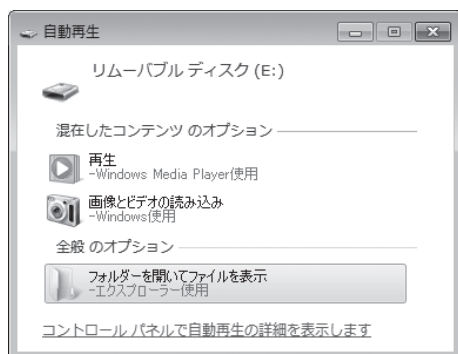 自動再生
リムーバブル ディスク (E:)
混在したコンテンツ のオプション
再生
-Windows Media Player使用
画像とビデオの読み込み
-Windows使用
全般 のオプション
フォルダーを開いてファイルを表示
-エクスプローラー使用
コントロール パネルで自動再生の詳細を表示します